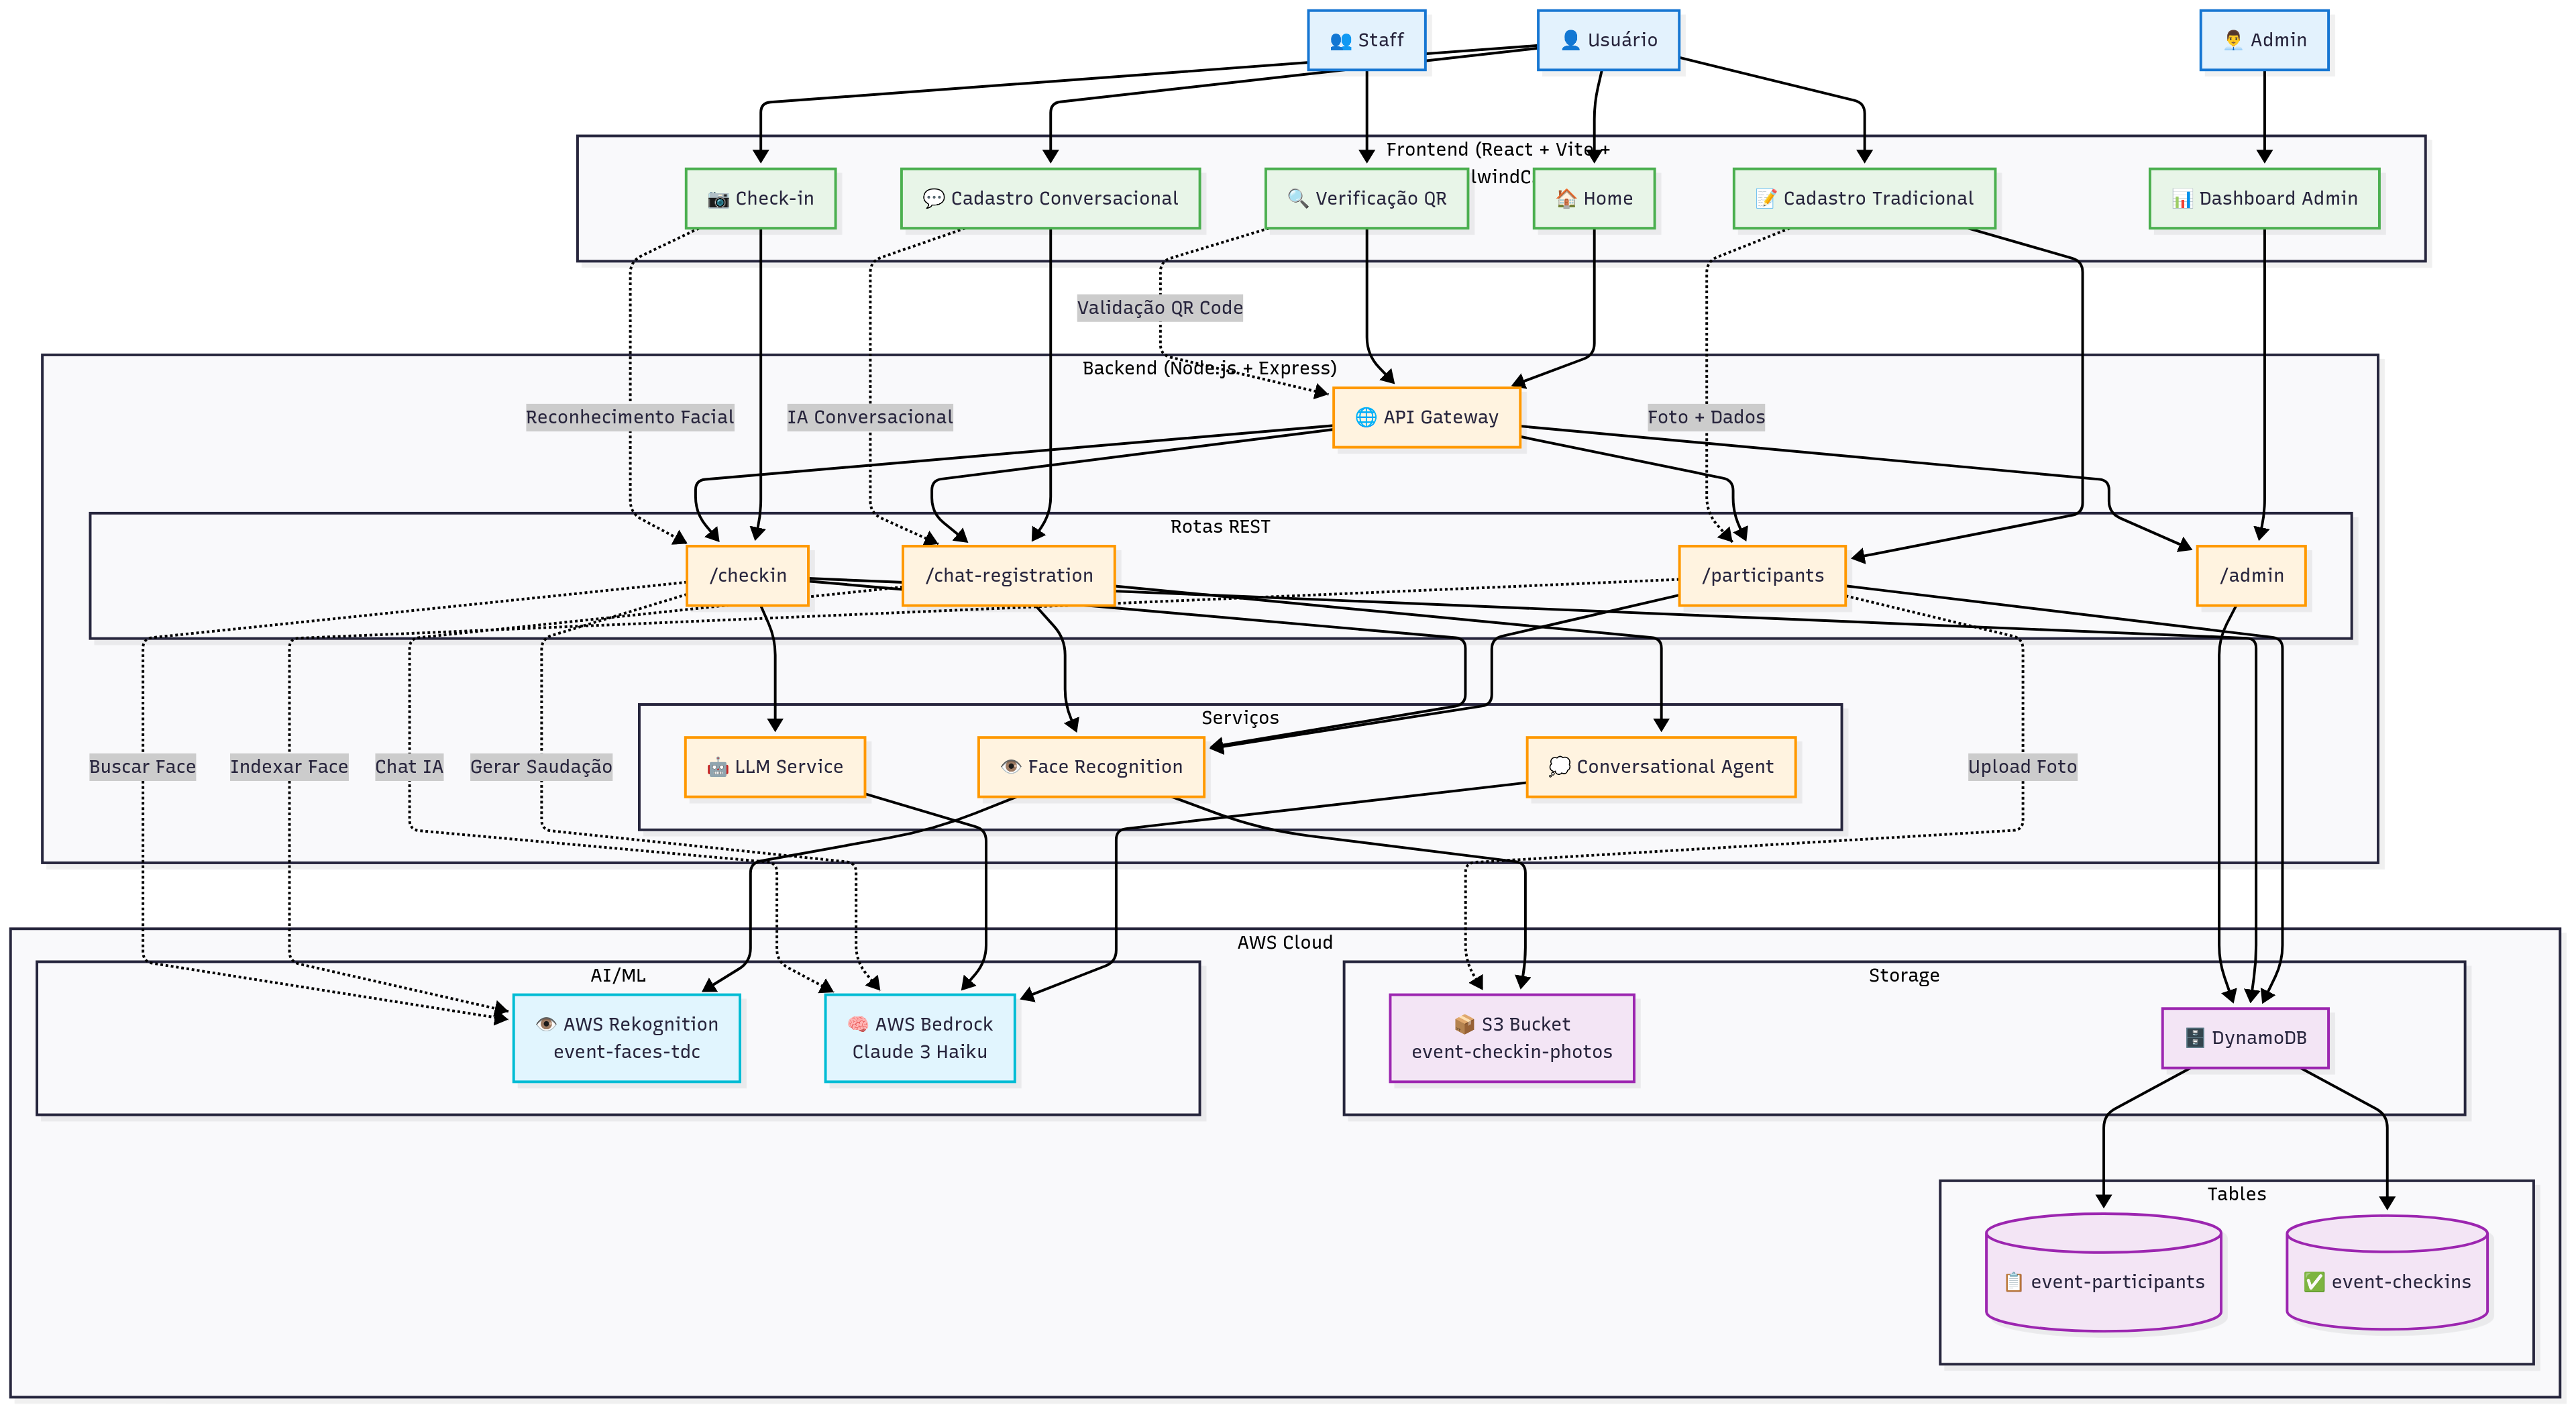 👥 Staff
👤 Usuário
👨‍💼 Admin
Frontend (React + Vite +
lwindC
📷 Check-in
💬 Cadastro Conversacional
🔍 Verificação QR
🏠 Home
📝 Cadastro Tradicional
📊 Dashboard Admin
Validação QR Code
Backend (Node.js + Express)
Reconhecimento Facial
IA Conversacional
🌐 API Gateway
Foto + Dados
Rotas REST
/checkin
/chat-registration
/participants
/admin
Serviços
Buscar Face
Indexar Face
Chat IA
Gerar Saudação
🤖 LLM Service
👁️ Face Recognition
💭 Conversational Agent
Upload Foto
AWS Cloud
AI/ML
Storage
👁️ AWS Rekognition
event-faces-tdc
🧠 AWS Bedrock
Claude 3 Haiku
📦 S3 Bucket
event-checkin-photos
🗄️ DynamoDB
Tables
📋 event-participants
✅ event-checkins